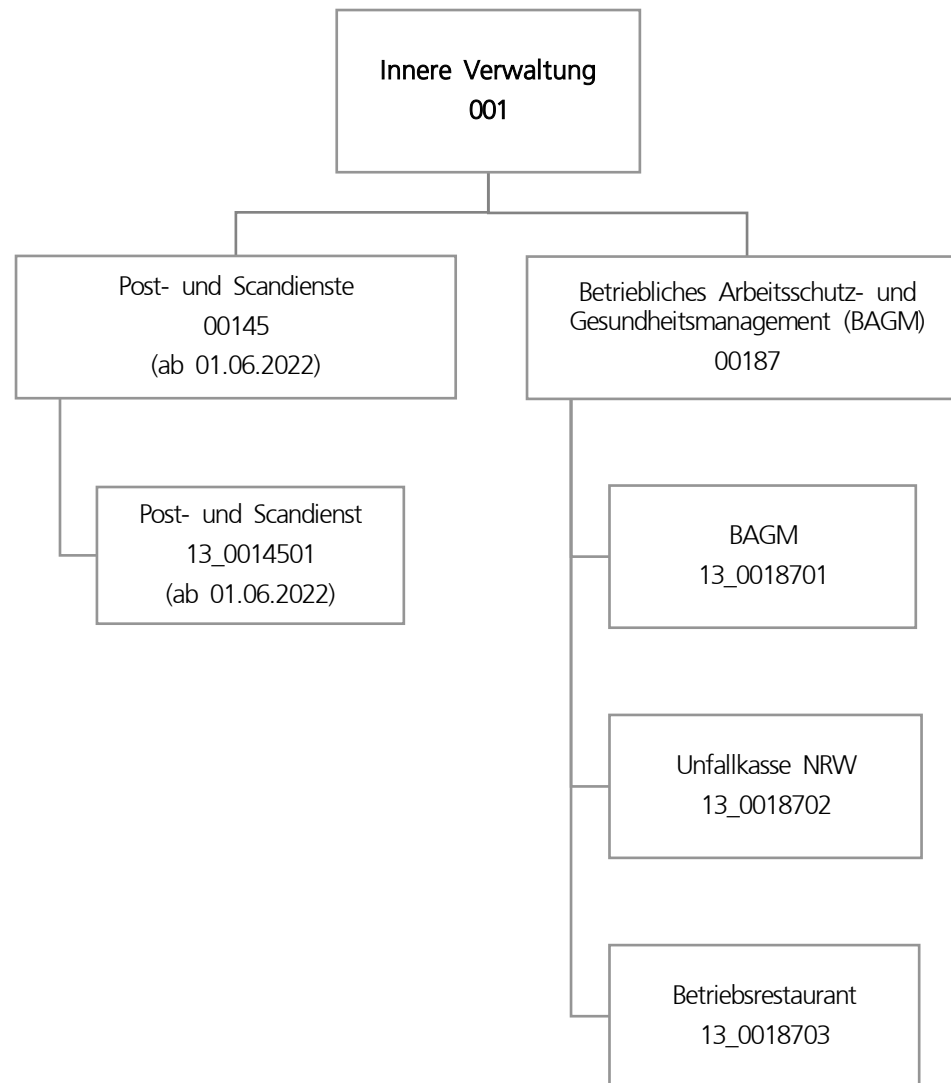 Innere Verwaltung
001
Post- und Scandienste
00145
(ab 01.06.2022)
Betriebliches Arbeitsschutz- und
Gesundheitsmanagement (BAGM)
00187
Post- und Scandienst
13_0014501
(ab 01.06.2022)
BAGM
13_0018701
Unfallkasse NRW
13_0018702
Betriebsrestaurant
13_0018703